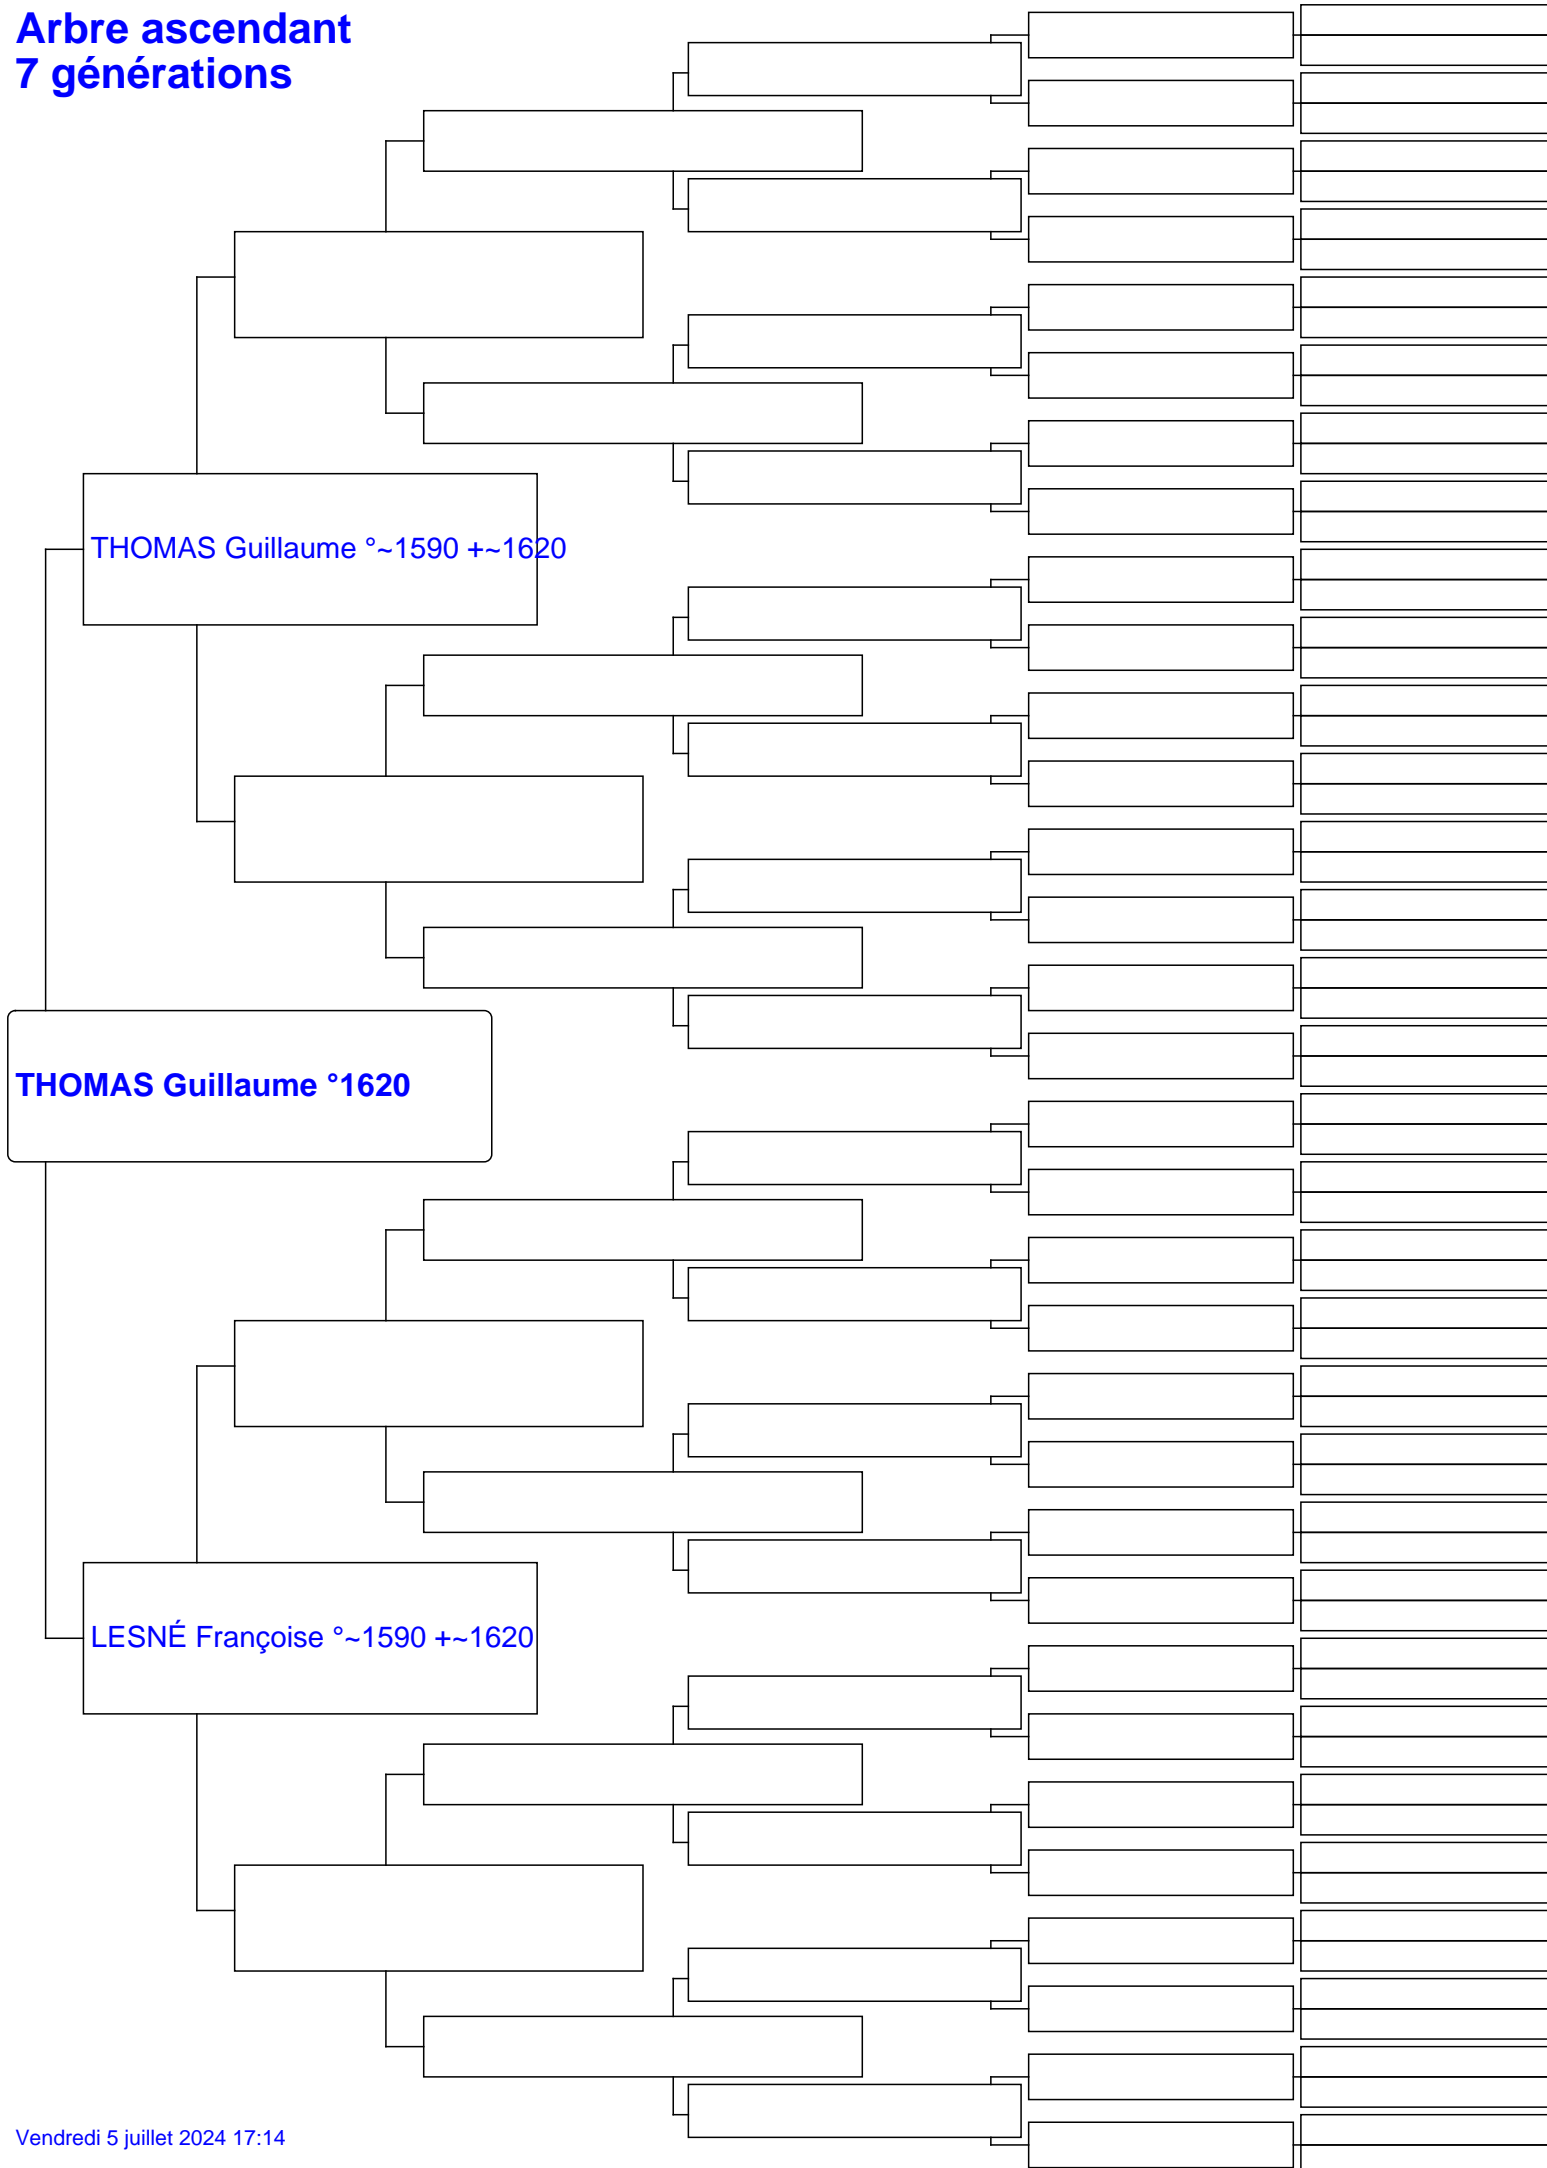 Arbre ascendant
7 générations
THOMAS Guillaume °~1590 +~1620
THOMAS Guillaume °1620
LESNÉ Françoise °~1590 +~1620
Vendredi 5 juillet 2024 17:14